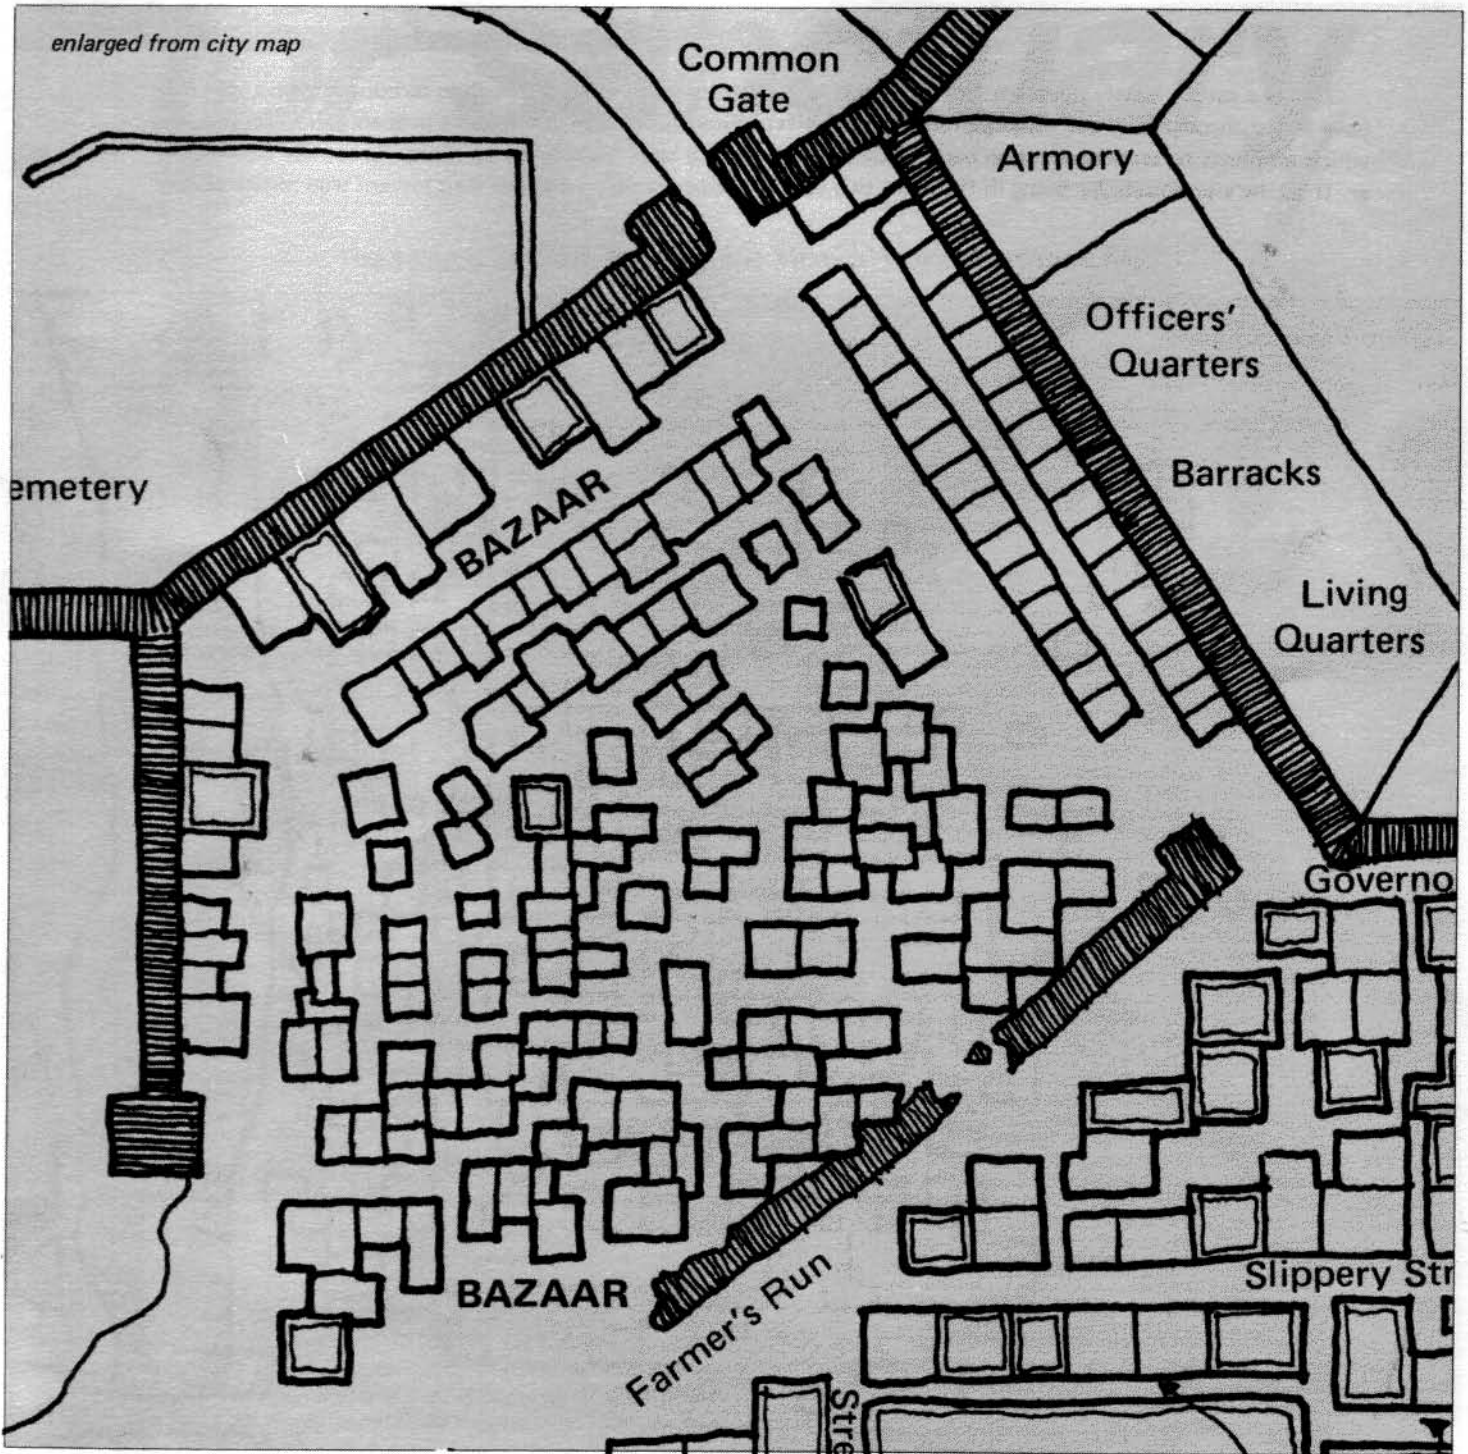 enlarged from city map
Common
Gate
Armory
Officers'
Quarters
emetery
BAZAAR
Barracks
Living
Quarters
Governo
BAZAAR
Farmer's Run
Slippery Str
Stre